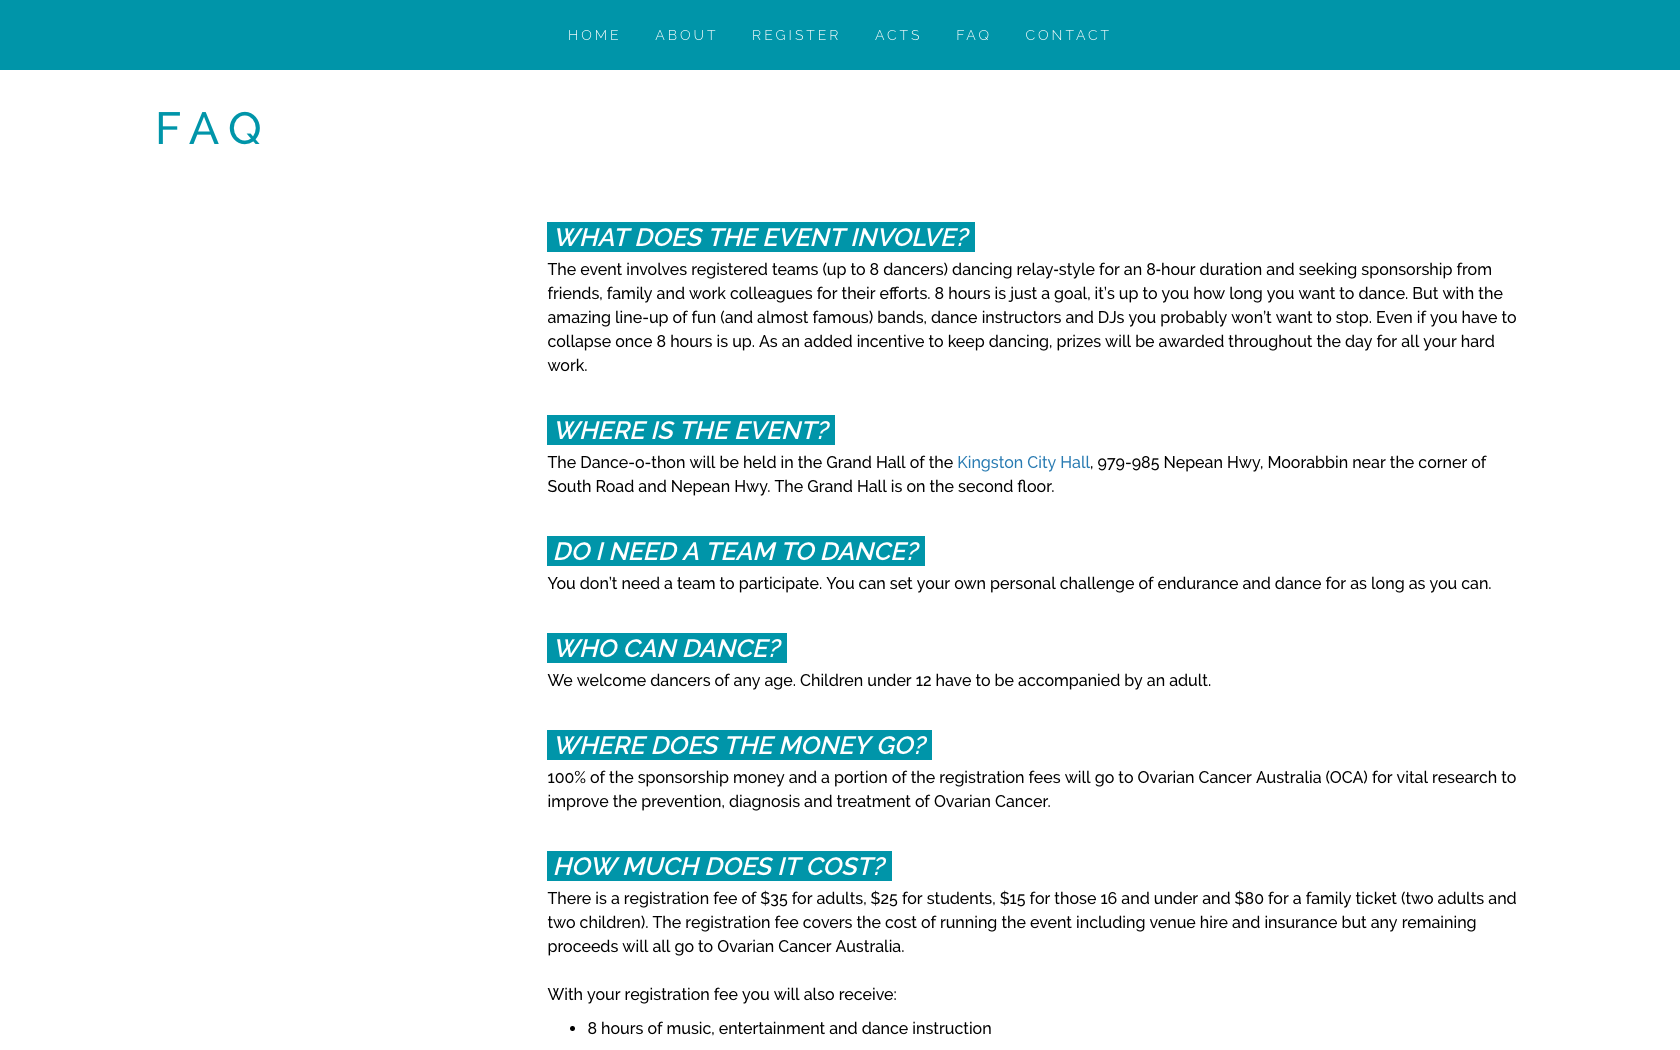 HOME ABOUT REGISTER ACTS FAQ CONTACT
FAQ
WHAT DOES THE EVENT INVOLVE?
The event involves registered teams (up to 8 dancers) dancing relay-style for an 8-hour duration and seeking sponsorship from
friends, family and work colleagues for their efforts. 8 hours is just a goal, it's up to you how long you want to dance. But with the
amazing line-up of fun (and almost famous) bands, dance instructors and DJs you probably won't want to stop. Even if you have to
collapse once 8 hours is up. As an added incentive to keep dancing, prizes will be awarded throughout the day for all your hard
work.
WHERE IS THE EVENT?
The Dance-o-thon will be held in the Grand Hall of the Kingston City Hall, 979-985 Nepean Hwy, Moorabbin near the corner of
South Road and Nepean Hwy. The Grand Hall is on the second floor.
DO I NEED A TEAM TO DANCE?
You don't need a team to participate. You can set your own personal challenge of endurance and dance for as long as you can.
WHO CAN DANCE?
We welcome dancers of any age. Children under 12 have to be accompanied by an adult.
WHERE DOES THE MONEY GO?
100% of the sponsorship money and a portion of the registration fees will go to Ovarian Cancer Australia (OCA) for vital research to
improve the prevention, diagnosis and treatment of Ovarian Cancer.
HOW MUCH DOES IT COST?
There is a registration fee of $35 for adults, $25 for students, $15 for those 16 and under and $80 for a family ticket (two adults and
two children). The registration fee covers the cost of running the event including venue hire and insurance but any remaining
proceeds will all go to Ovarian Cancer Australia.
With your registration fee you will also receive:
• 8 hours of music, entertainment and dance instruction